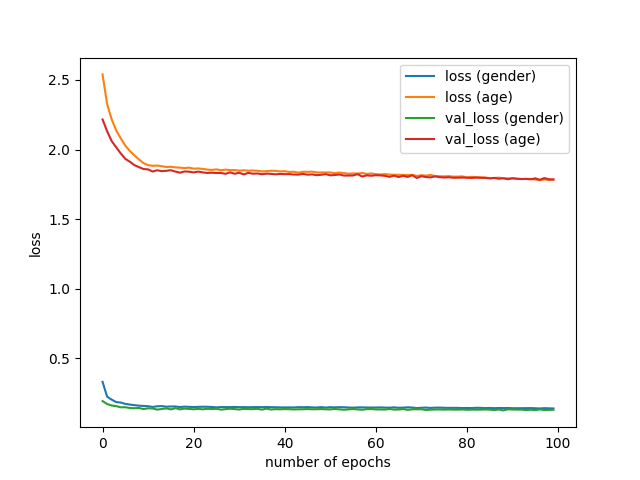 loss (gender)
loss (age)
val_loss (gender)
val_loss (age)
2.5
2.0
1.5
1.0
0.5
loss
0 20 40 60 80 100
number of epochs